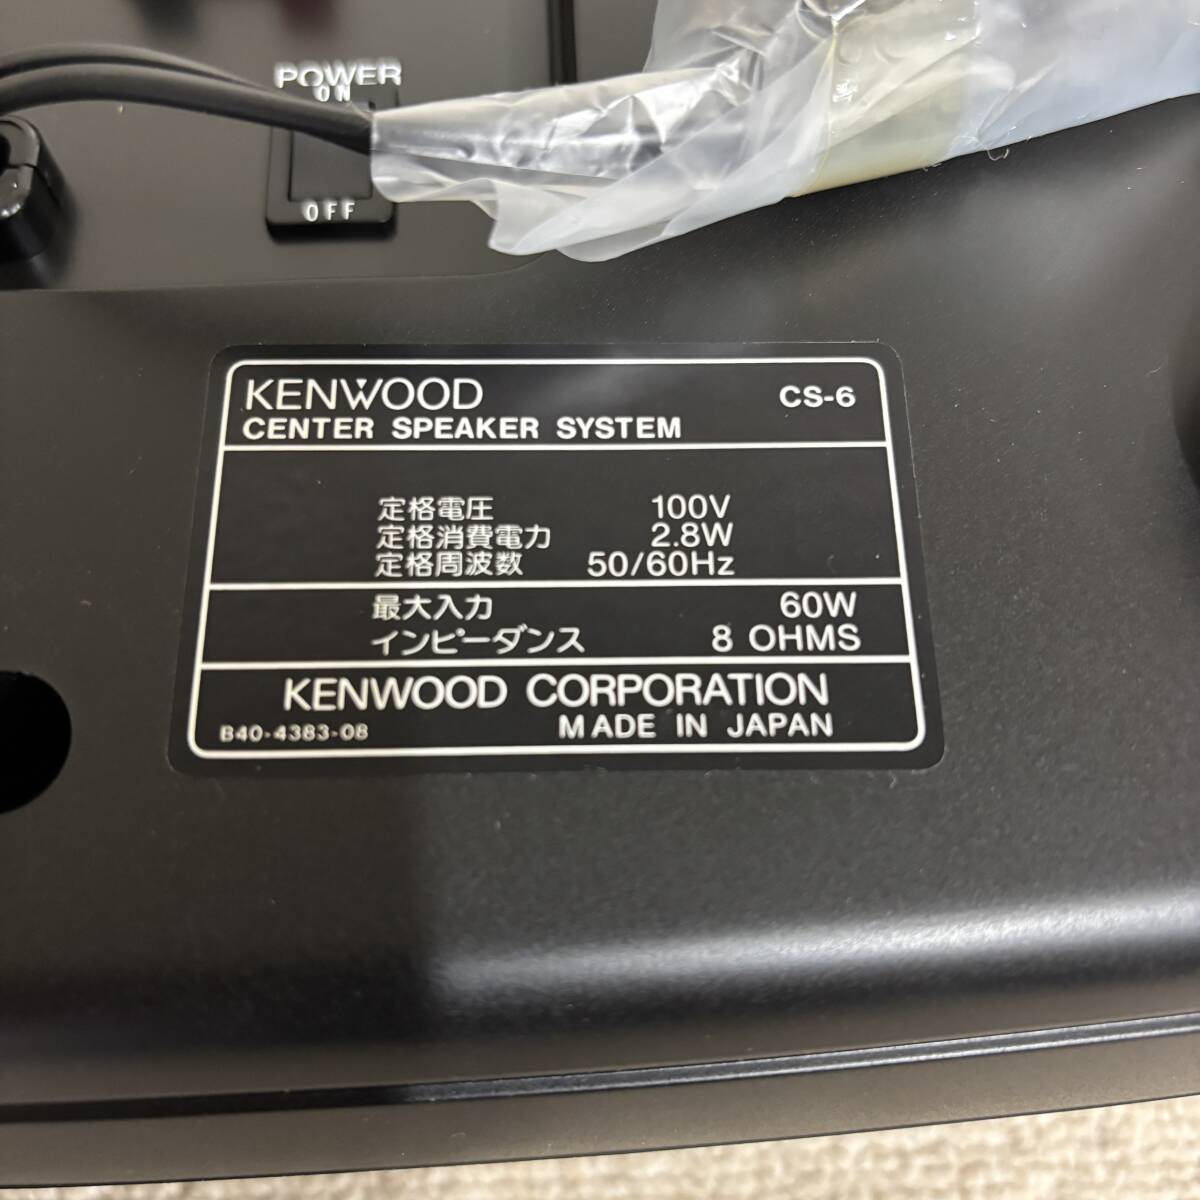 POWER
ON
OFF
KENWOOD CS-6
CENTER SPEAKER SYSTEM
定格電圧 100V
定格消費電力 2.8W
定格周波数 50/60Hz
最大入力 60W
インピーダンス 8 OHMS
KENWOOD CORPORATION
B40-4383-08 MADE IN JAPAN